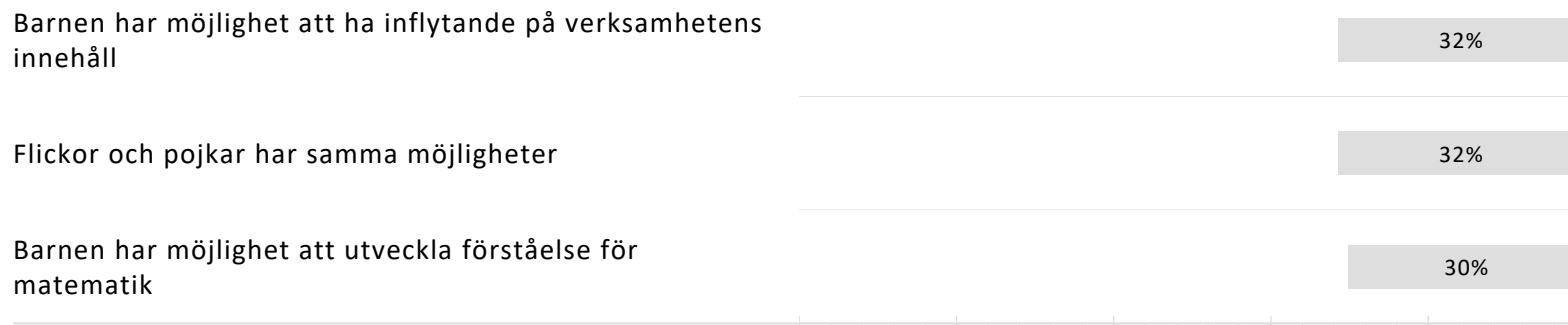 Barnen har möjlighet att ha inflytande på verksamhetens
innehåll
32%
Flickor och pojkar har samma möjligheter
32%
Barnen har möjlighet att utveckla förståelse för
matematik
30%